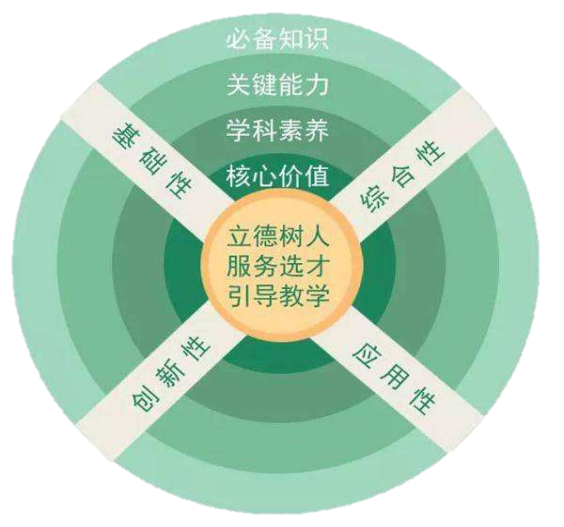 必备知识
关键能力
学科素养
核心价值
基础性
综合性
立德树人
服务选才
引导教学
创新性
应用性